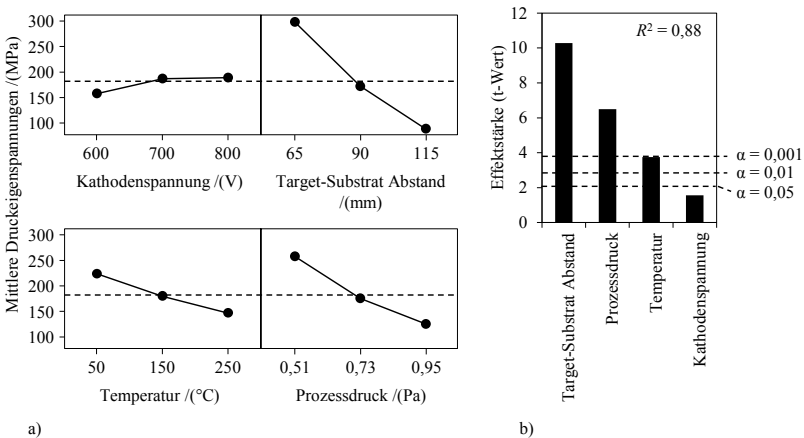 Mittlere Druckeigenspannungen /(MPa)
300
250
200
150
100
600 700 800
Kathodenspannung /(V)
65 90 115
Target-Substrat Abstand
/(mm)
300
250
200
150
100
50 150 250
Temperatur /(°C)
0,51 0,73 0,95
Prozessdruck /(Pa)
a)
Effektstärke (t-Wert)
12
10
8
6
4
2
0
R² = 0,88
α = 0,001
α = 0,01
α = 0,05
Target-Substrat Abstand
Prozessdruck
Temperatur
Kathodenspannung
b)